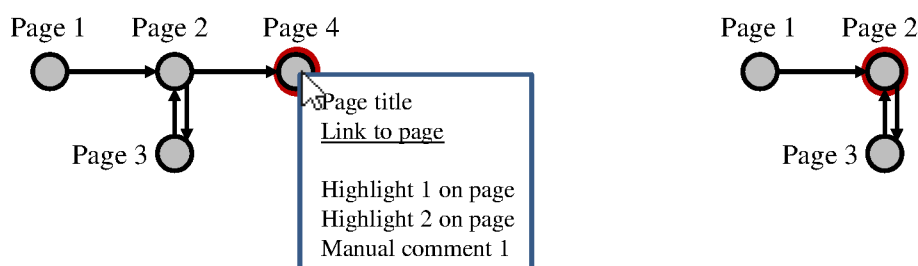 Page 1 Page 2 Page 4
Page 3
Page title
Link to page
Highlight 1 on page
Highlight 2 on page
Manual comment 1
Page 1 Page 2
Page 3